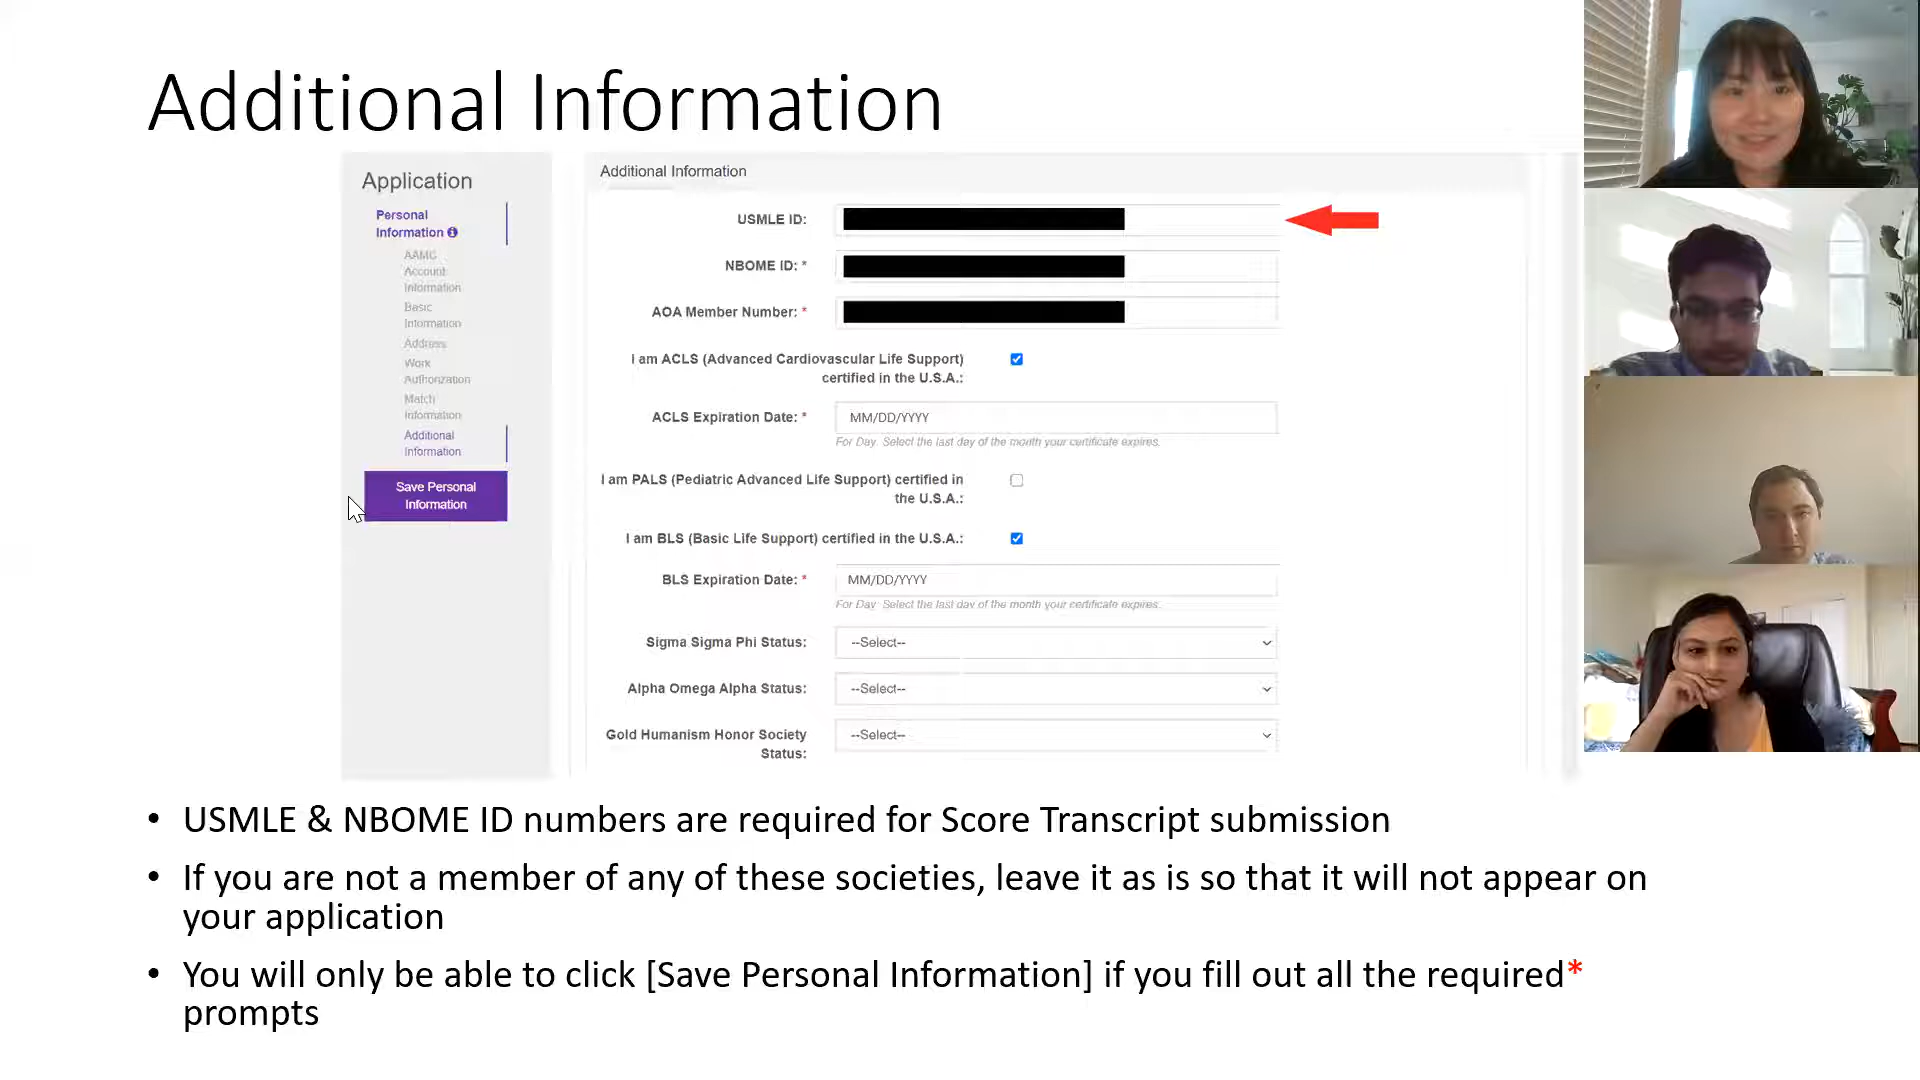 Additional Information
Application
Personal
Information
AAMC
Account
Information
Basic
Information
Address
Work
Authorization
Match
Information
Additional
Information
Save Personal
Information
Additional Information
USMLE ID:
NBOME ID: *
AOA Member Number: *
I am ACLS (Advanced Cardiovascular Life Support)
certified in the U.S.A.:
ACLS Expiration Date: *
MM/DD/YYYY
For Day: Select the last day of the month your certificate expires.
I am PALS (Pediatric Advanced Life Support) certified in
the U.S.A.:
I am BLS (Basic Life Support) certified in the U.S.A.:
BLS Expiration Date: *
MM/DD/YYYY
For Day: Select the last day of the month your certificate expires.
Sigma Sigma Phi Status:
--Select--
Alpha Omega Alpha Status:
--Select--
Gold Humanism Honor Society
Status:
--Select--
• USMLE & NBOME ID numbers are required for Score Transcript submission
• If you are not a member of any of these societies, leave it as is so that it will not appear on
your application
• You will only be able to click [Save Personal Information] if you fill out all the required*
prompts